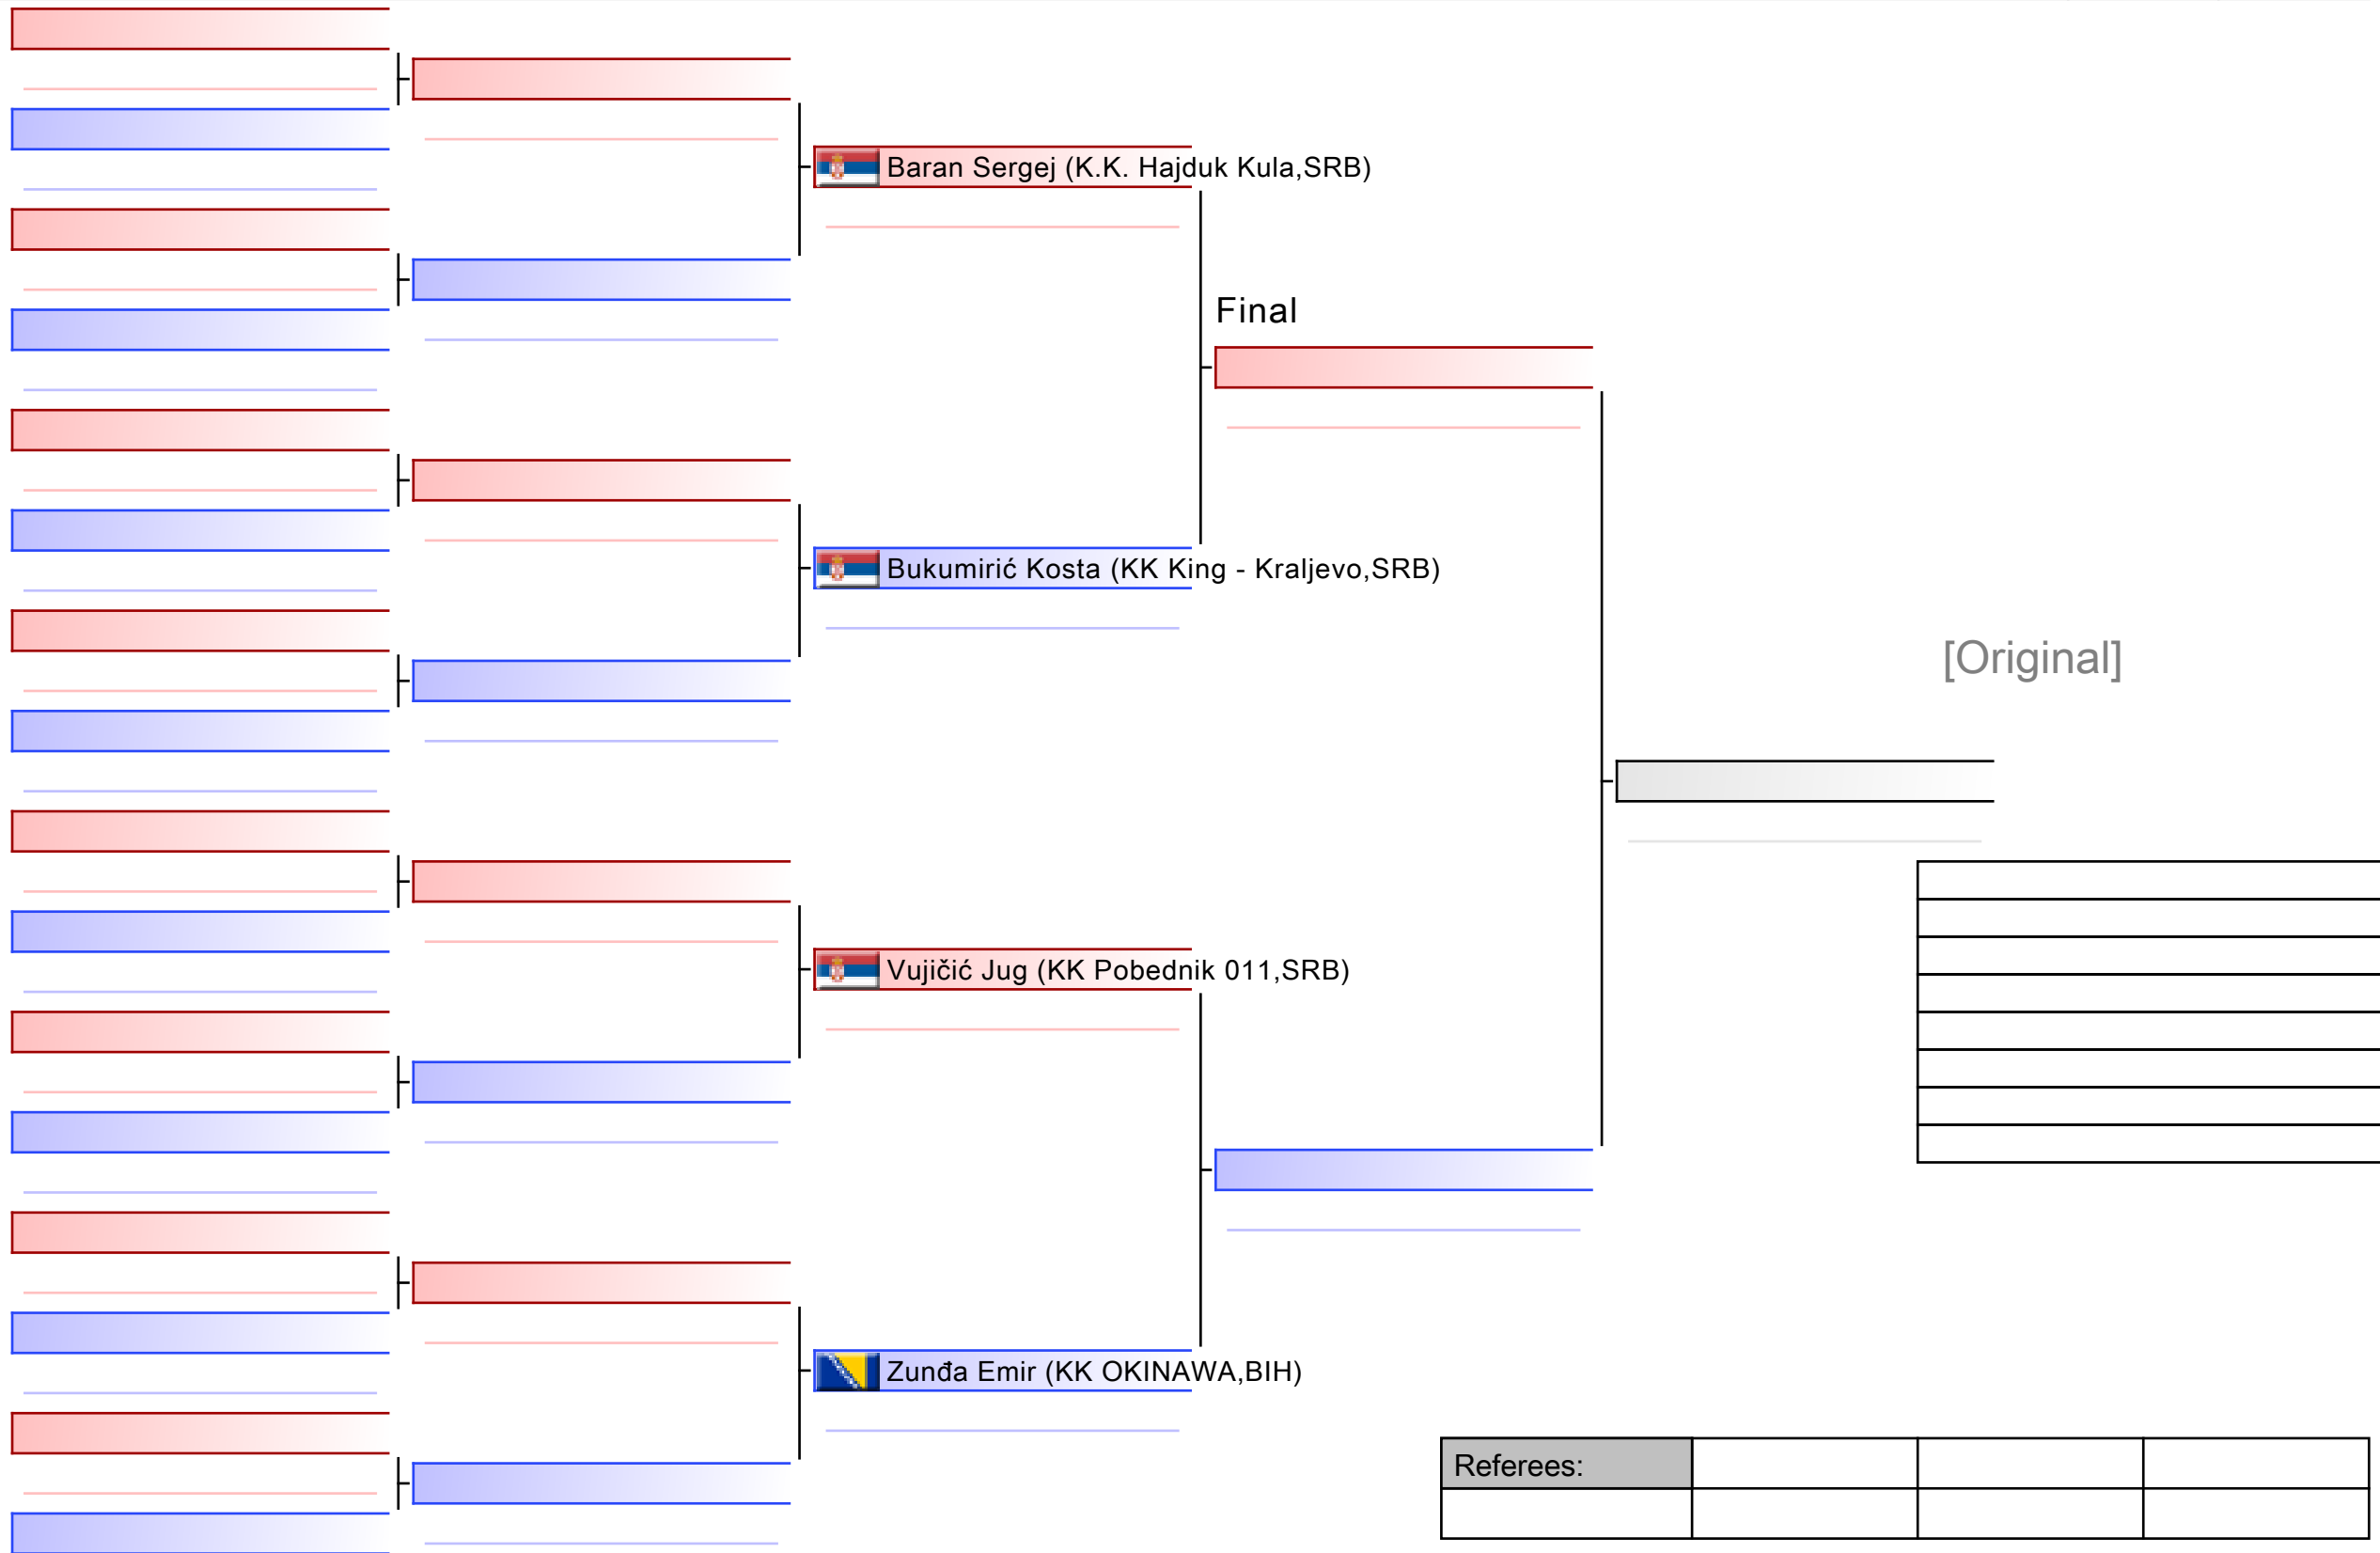 Baran Sergej (K.K. Hajduk Kula,SRB)
Final
Bukumirić Kosta (KK King - Kraljevo,SRB)
[Original]
Vujičić Jug (KK Pobednik 011,SRB)
Zunđa Emir (KK OKINAWA,BIH)
Referees: